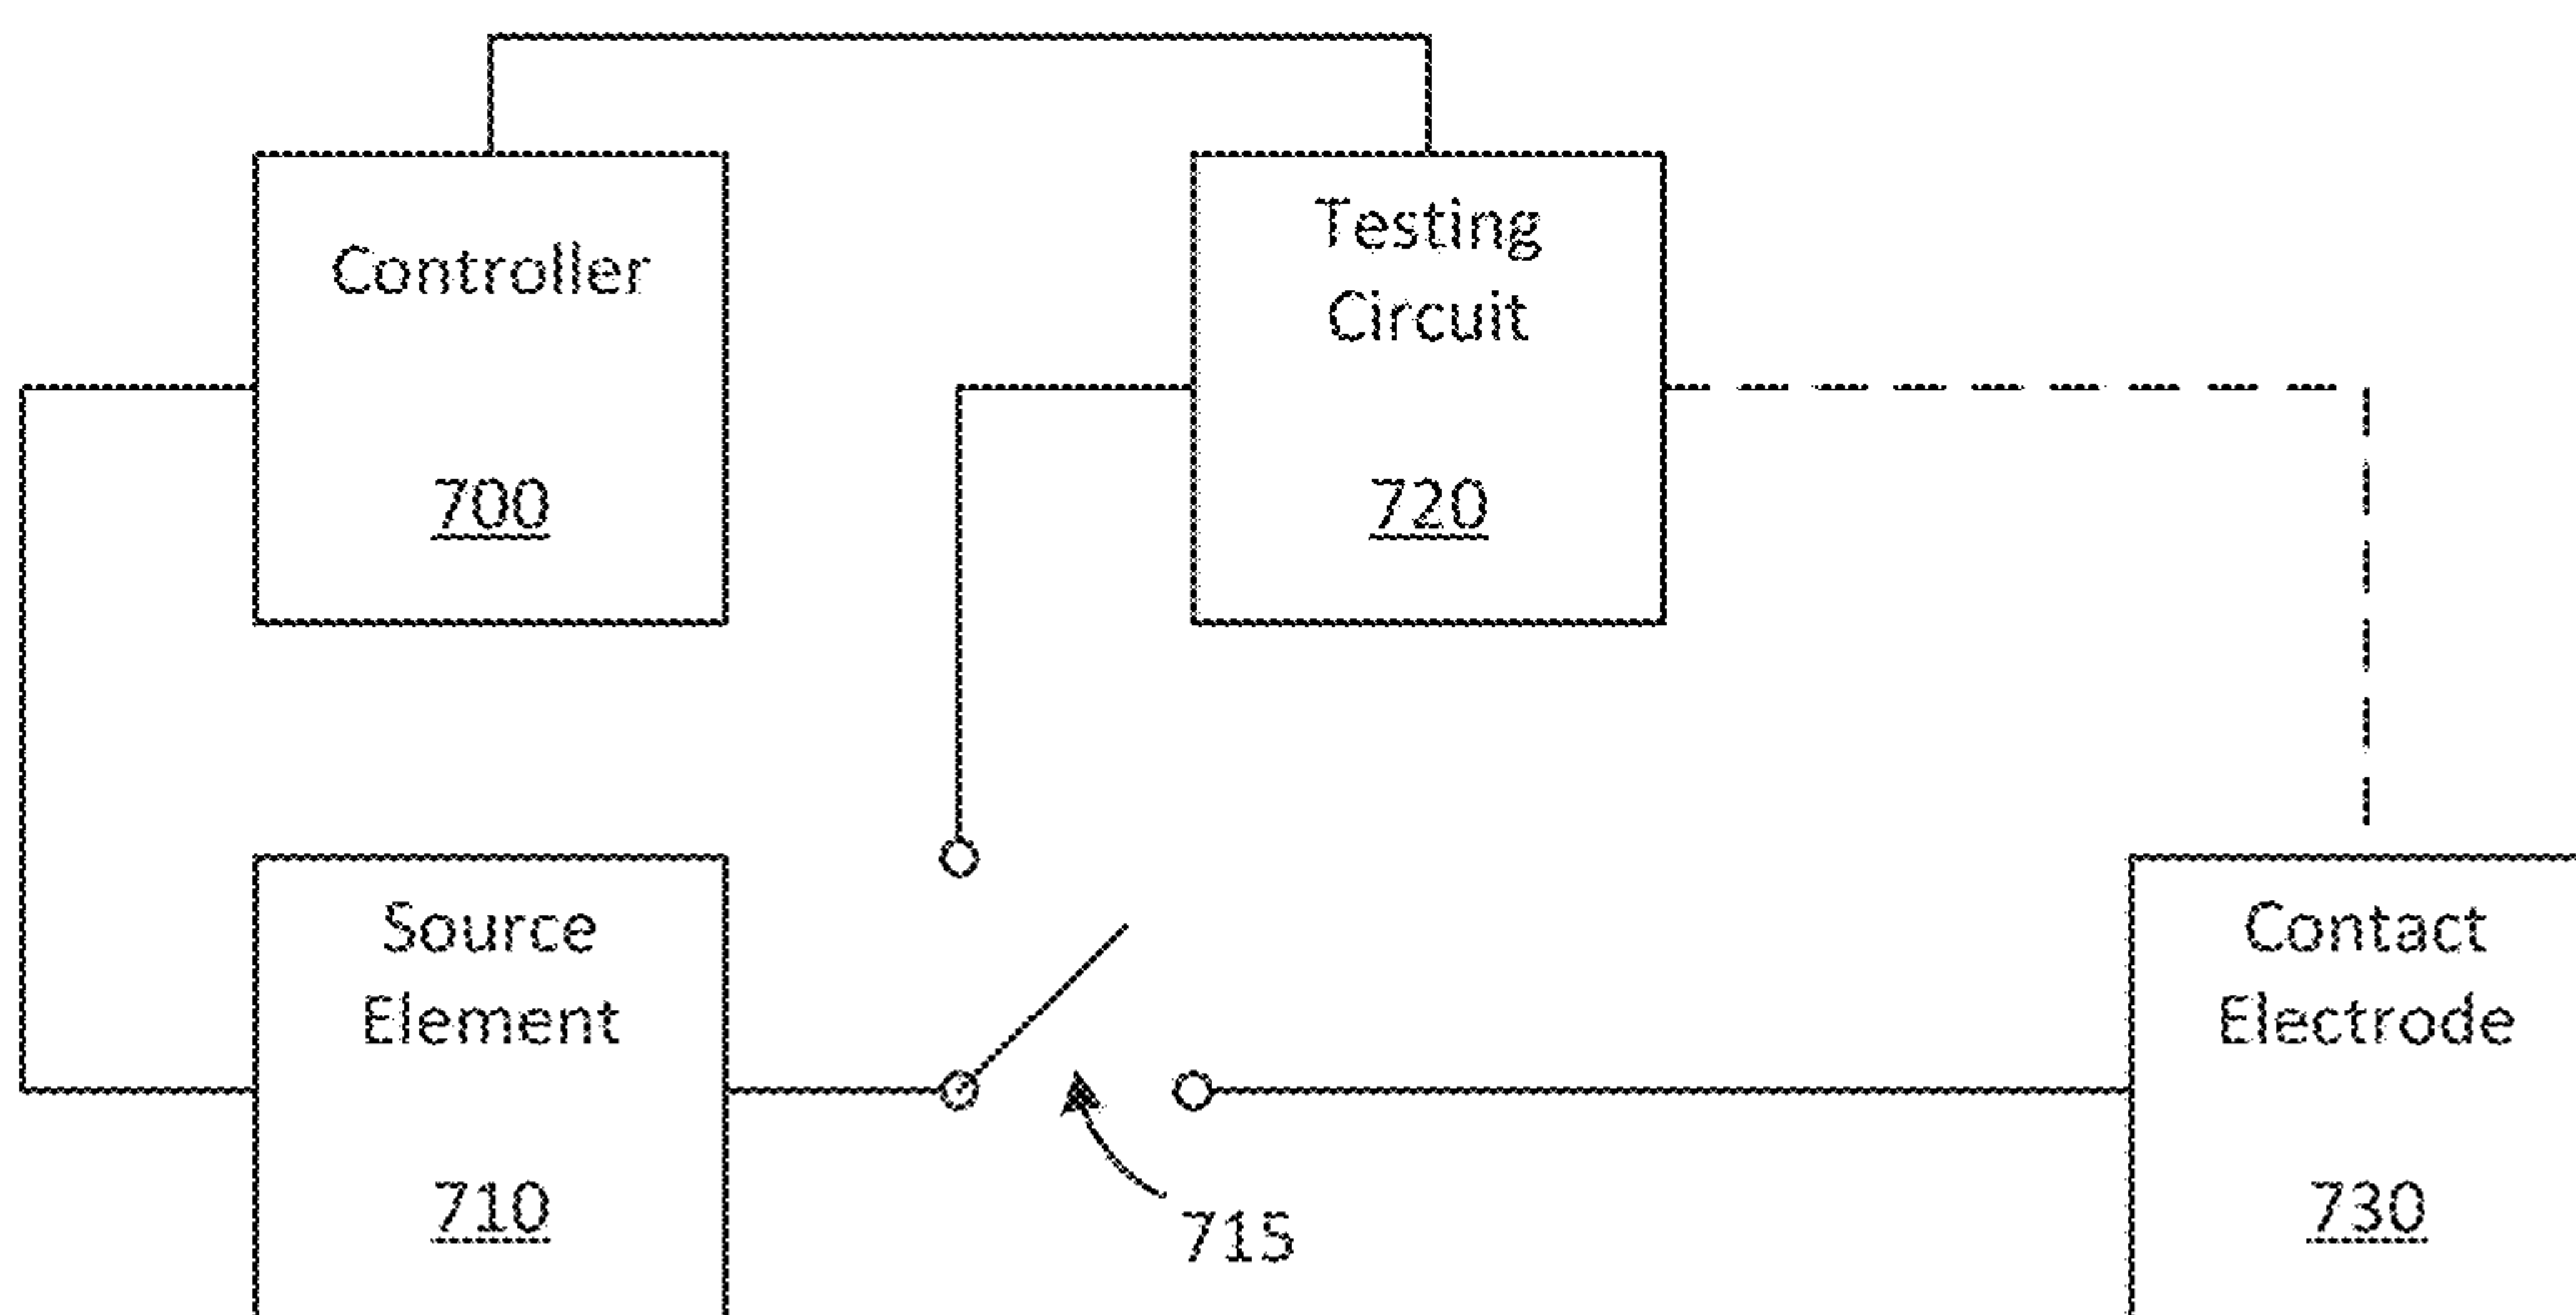 Controller
700
Testing
Circuit
720
Source
Element
710
715
Contact
Electrode
730